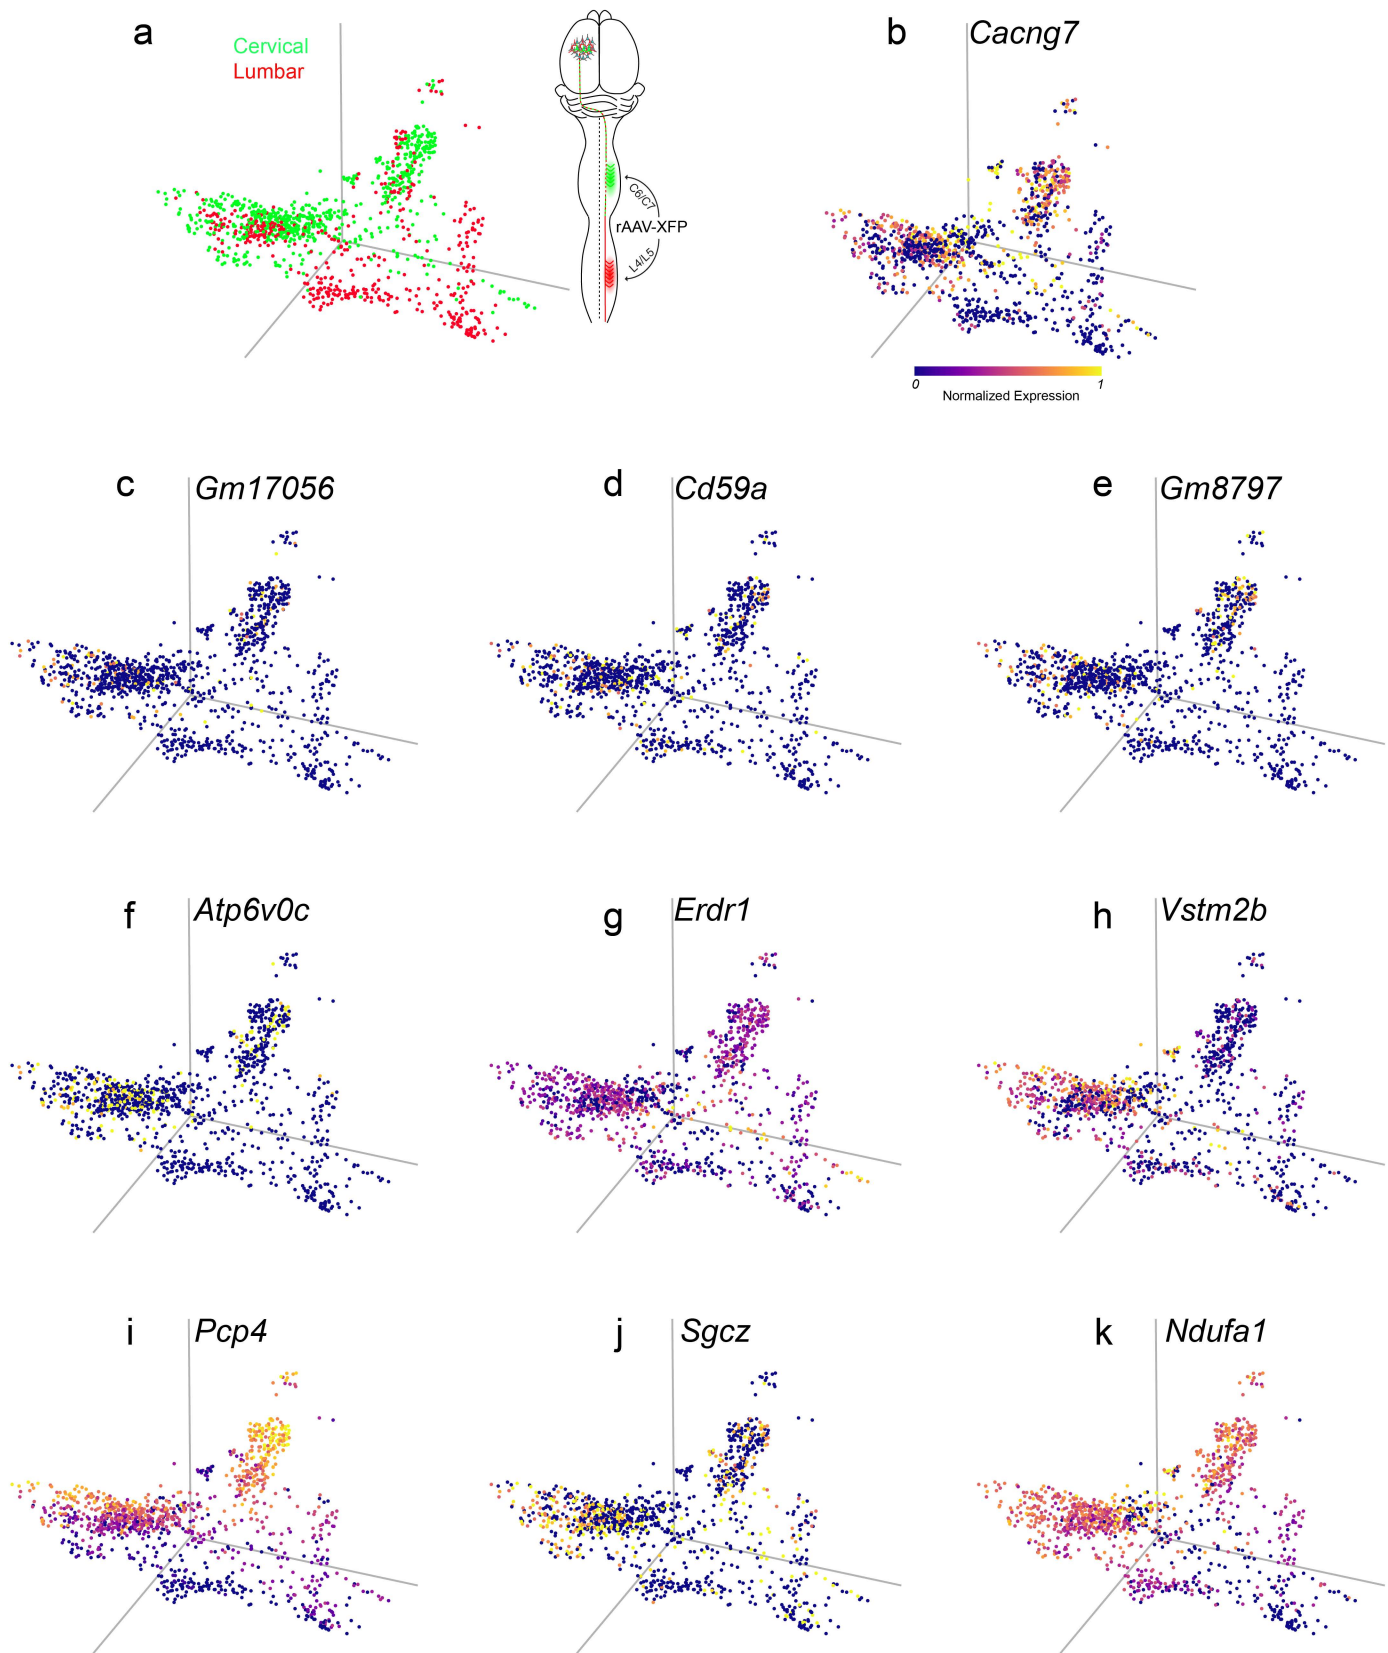 a
Cervical
Lumbar
C6/C7
rAAV-XFP
L4/L5
b
Cacng7
0
1
Normalized Expression
c
Gm17056
d
Cd59a
e
Gm8797
f
Atp6v0c
g
Erdr1
h
Vstm2b
i
Pcp4
j
Sgcz
k
Ndufa1